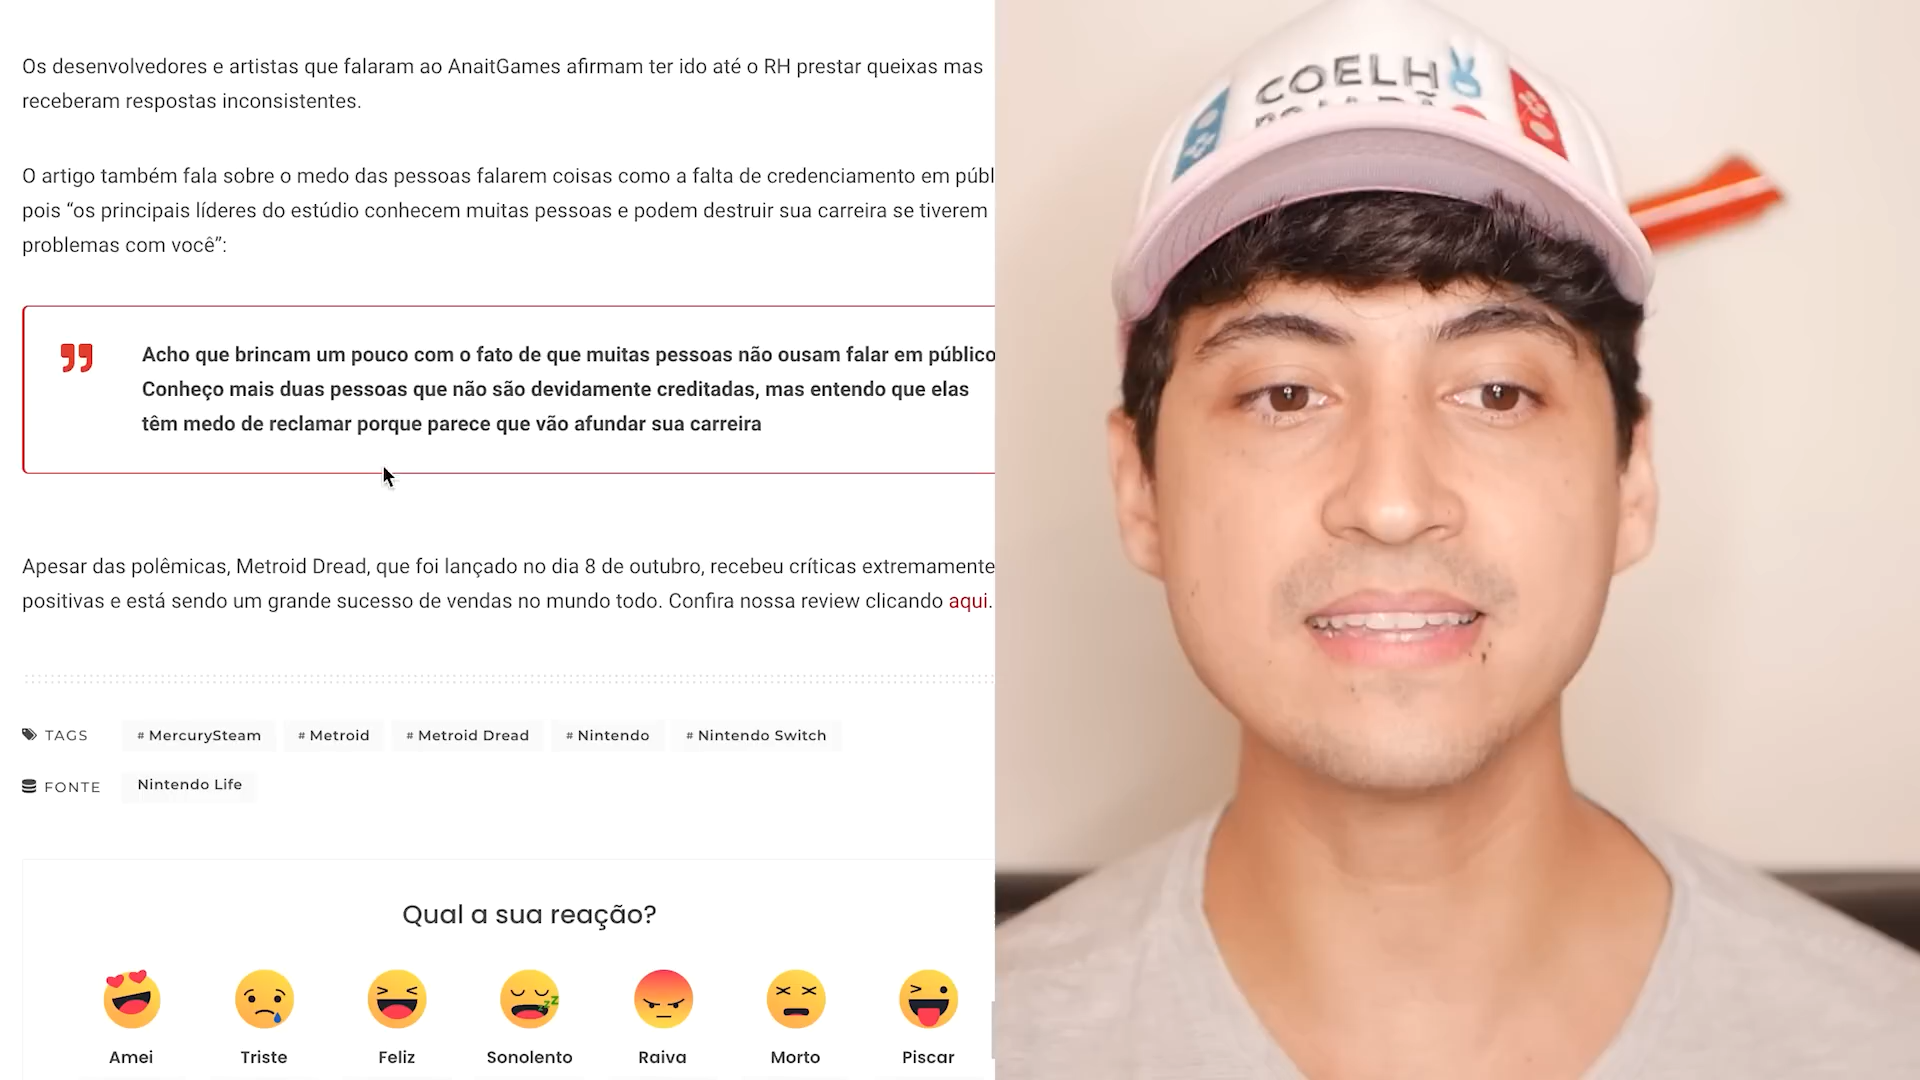 Os desenvolvedores e artistas que falaram ao AnaitGames afirmam ter ido até o RH prestar queixas mas
receberam respostas inconsistentes.
O artigo também fala sobre o medo das pessoas falarem coisas como a falta de credenciamento em públ
pois “os principais líderes do estúdio conhecem muitas pessoas e podem destruir sua carreira se tiverem
problemas com você”:
Acho que brincam um pouco com o fato de que muitas pessoas não ousam falar em público
Conheço mais duas pessoas que não são devidamente creditadas, mas entendo que elas
têm medo de reclamar porque parece que vão afundar sua carreira
Apesar das polêmicas, Metroid Dread, que foi lançado no dia 8 de outubro, recebeu críticas extremamente
positivas e está sendo um grande sucesso de vendas no mundo todo. Confira nossa review clicando aqui.
TAGS # MercurySteam # Metroid # Metroid Dread # Nintendo # Nintendo Switch
FONTE Nintendo Life
Qual a sua reação?
Amei Triste Feliz Sonolento Raiva Morto Piscar
COELH